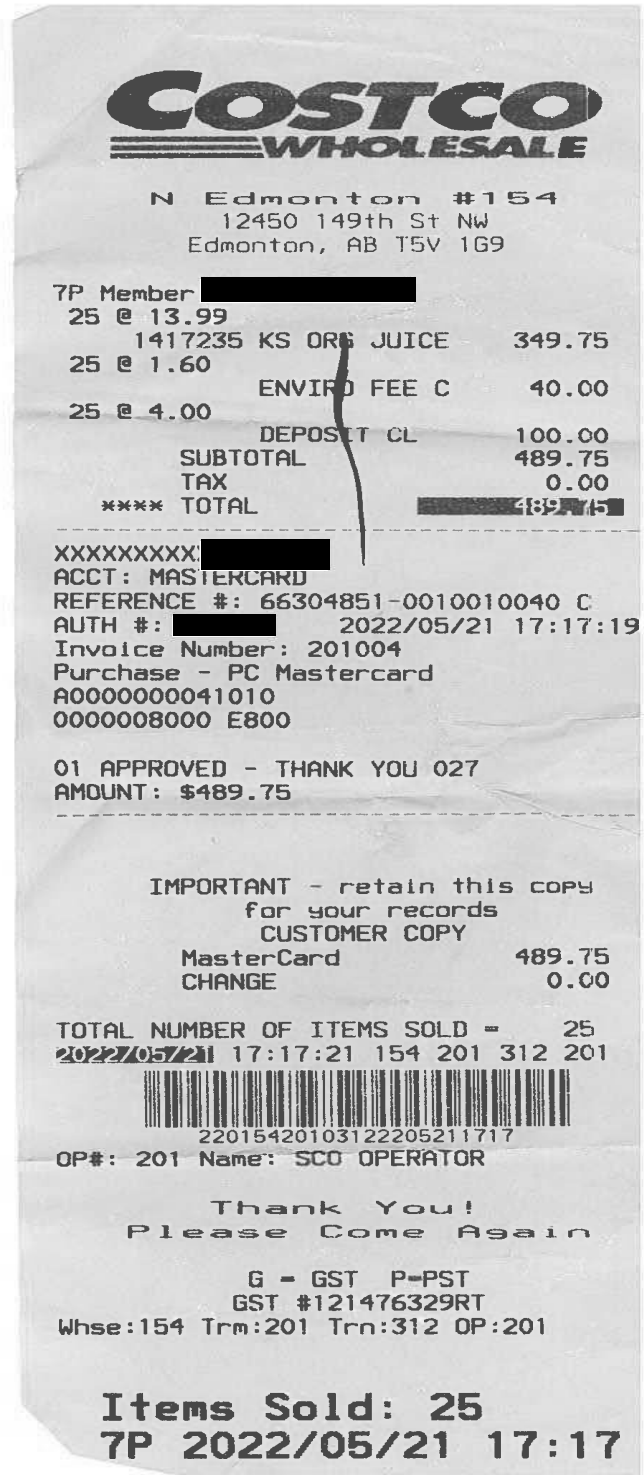 COSTCO
WHOLESALE
N Edmonton #154
12450 149th St NW
Edmonton, AB T5V 1G9
7P Member
25 @ 13.99
1417235 KS ORG JUICE 349.75
25 @ 1.60
ENVIRO FEE C 40.00
25 @ 4.00
DEPOSIT CL 100.00
SUBTOTAL 489.75
TAX 0.00
**** TOTAL 489.75
XXXXXXXXXX
ACCT: MASTERCARD
REFERENCE #: 66304851-0010010040 C
AUTH #: 2022/05/21 17:17:19
Invoice Number: 201004
Purchase - PC Mastercard
A0000000041010
0000008000 E800
01 APPROVED - THANK YOU 027
AMOUNT: $489.75
IMPORTANT - retain this copy
for your records
CUSTOMER COPY
MasterCard 489.75
CHANGE 0.00
TOTAL NUMBER OF ITEMS SOLD = 25
2022/05/21 17:17:21 154 201 312 201
22015420103122205211717
OP#: 201 Name: SCO OPERATOR
Thank You!
Please Come Again
G = GST P=PST
GST #121476329RT
Whse:154 Trm:201 Trn:312 OP:201
Items Sold: 25
7P 2022/05/21 17:17